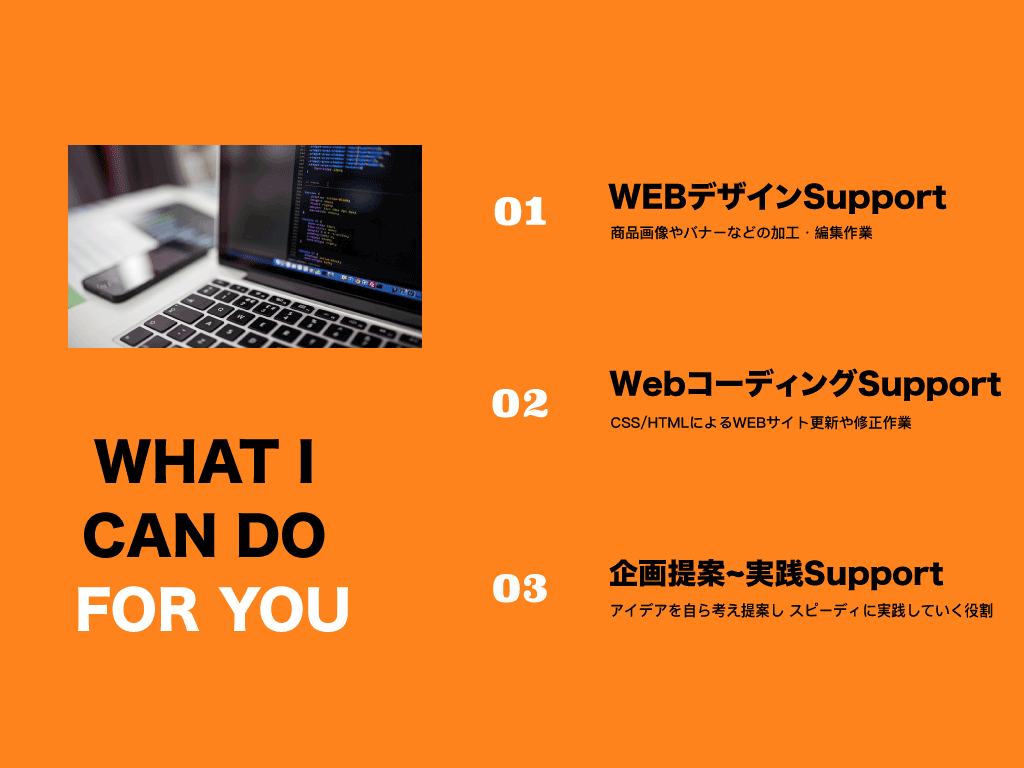 WHAT I
CAN DO
FOR YOU
01
WEBデザインSupport
商品画像やバナーなどの加工・編集作業
02
WebコーディングSupport
CSS/HTMLによるWEBサイト更新や修正作業
03
企画提案~実践Support
アイデアを自ら考え提案し スピーディに実践していく役割